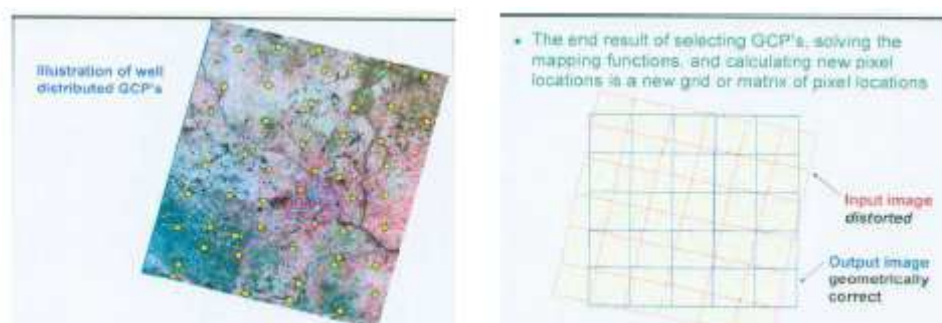 Illustration of well
distributed GCP's
• The end result of selecting GCP's, solving the
mapping functions, and calculating new pixel
locations is a new grid or matrix of pixel locations
Input image
distorted
Output image
geometrically
correct